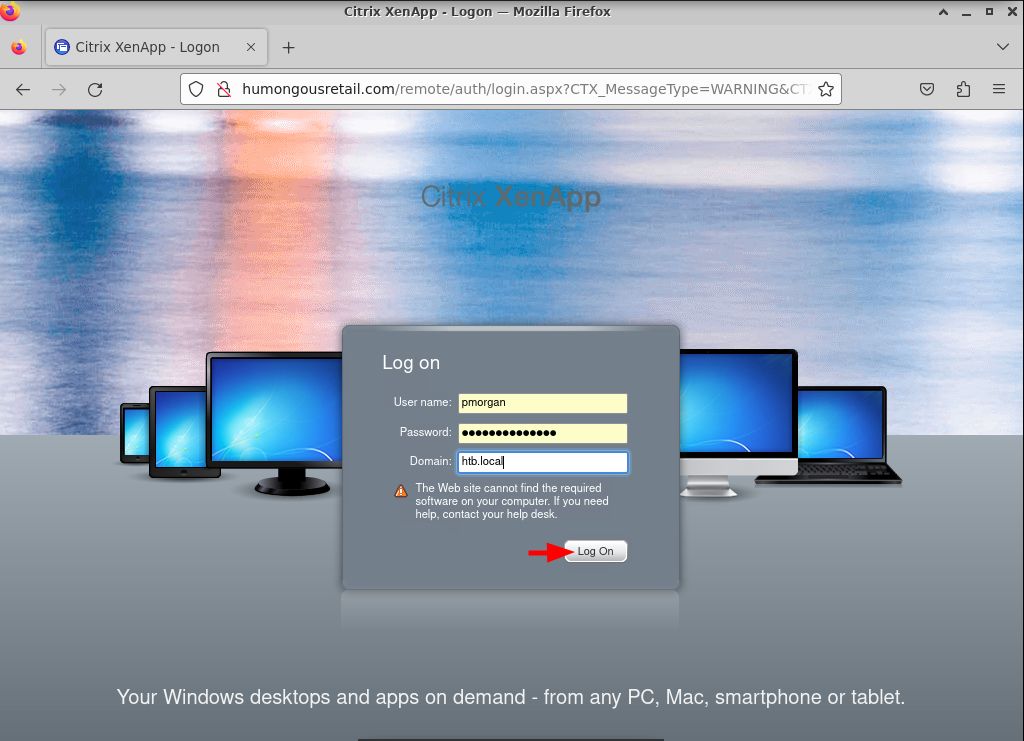 Citrix XenApp - Logon — Mozilla Firefox
Citrix XenApp - Logon
humongousretail.com/remote/auth/login.aspx?CTX_MessageType=WARNING&CT
Citrix XenApp
Log on
User name: pmorgan
Password: ●●●●●●●●●●●●●●
Domain: htb.local
The Web site cannot find the required
software on your computer. If you need
help, contact your help desk.
Log On
Your Windows desktops and apps on demand - from any PC, Mac, smartphone or tablet.